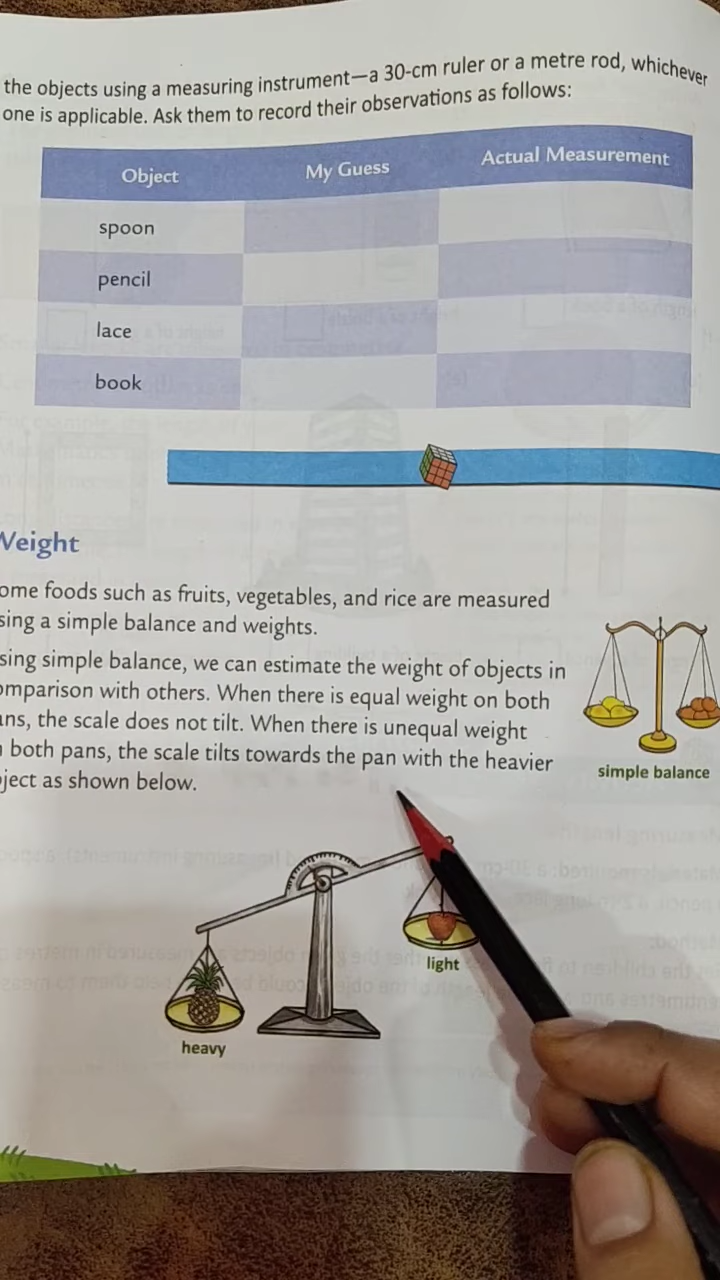 the objects using a measuring instrument—a 30-cm ruler or a metre rod, whichever
one is applicable. Ask them to record their observations as follows:
Object My Guess Actual Measurement
spoon
pencil
lace
book
Weight
ome foods such as fruits, vegetables, and rice are measured
sing a simple balance and weights.
sing simple balance, we can estimate the weight of objects in
omparison with others. When there is equal weight on both
ans, the scale does not tilt. When there is unequal weight
both pans, the scale tilts towards the pan with the heavier
ject as shown below.
simple balance
light
heavy